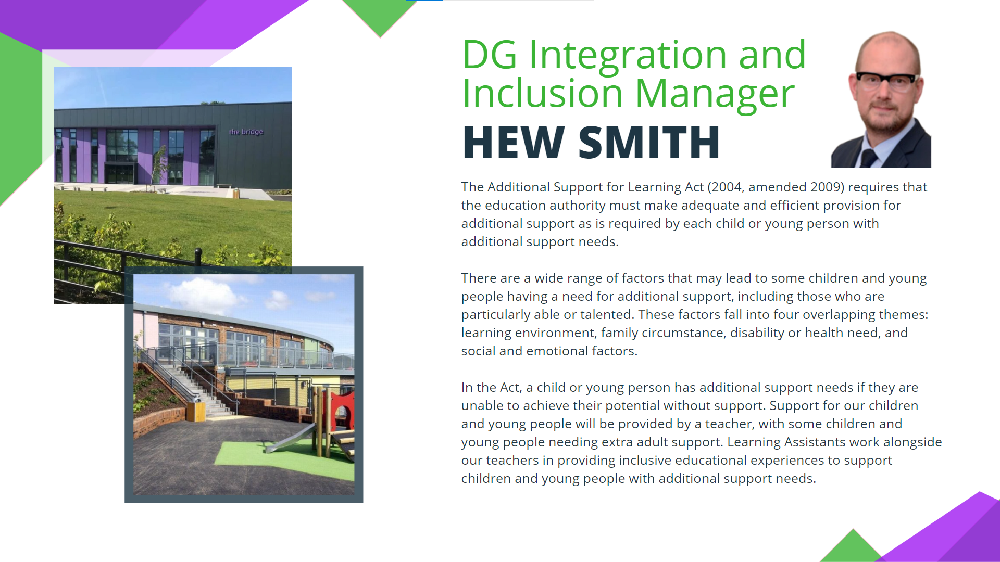 the bridge
DG Integration and
Inclusion Manager
HEW SMITH
The Additional Support for Learning Act (2004, amended 2009) requires that
the education authority must make adequate and efficient provision for
additional support as is required by each child or young person with
additional support needs.
There are a wide range of factors that may lead to some children and young
people having a need for additional support, including those who are
particularly able or talented. These factors fall into four overlapping themes:
learning environment, family circumstance, disability or health need, and
social and emotional factors.
In the Act, a child or young person has additional support needs if they are
unable to achieve their potential without support. Support for our children
and young people will be provided by a teacher, with some children and
young people needing extra adult support. Learning Assistants work alongside
our teachers in providing inclusive educational experiences to support
children and young people with additional support needs.